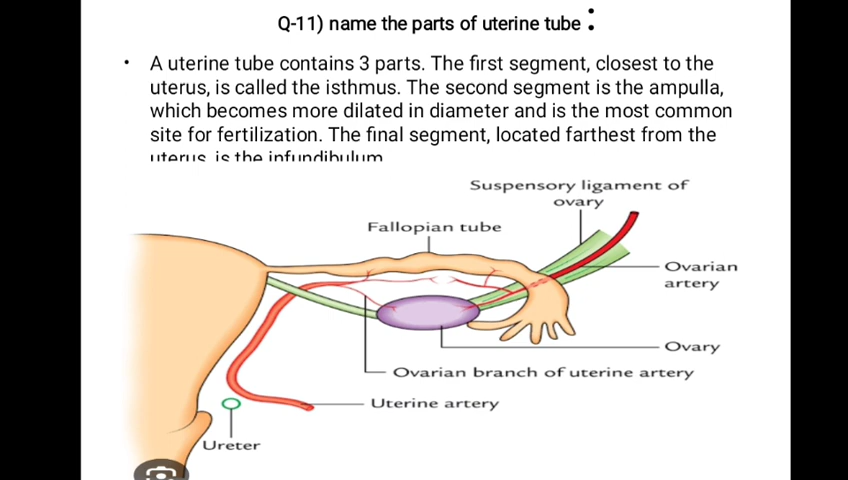 Q-11) name the parts of uterine tube :
• A uterine tube contains 3 parts. The first segment, closest to the
uterus, is called the isthmus. The second segment is the ampulla,
which becomes more dilated in diameter and is the most common
site for fertilization. The final segment, located farthest from the
uterus, is the infundibulum
Suspensory ligament of
ovary
Fallopian tube
Ovarian
artery
Ovary
Ovarian branch of uterine artery
Uterine artery
Ureter